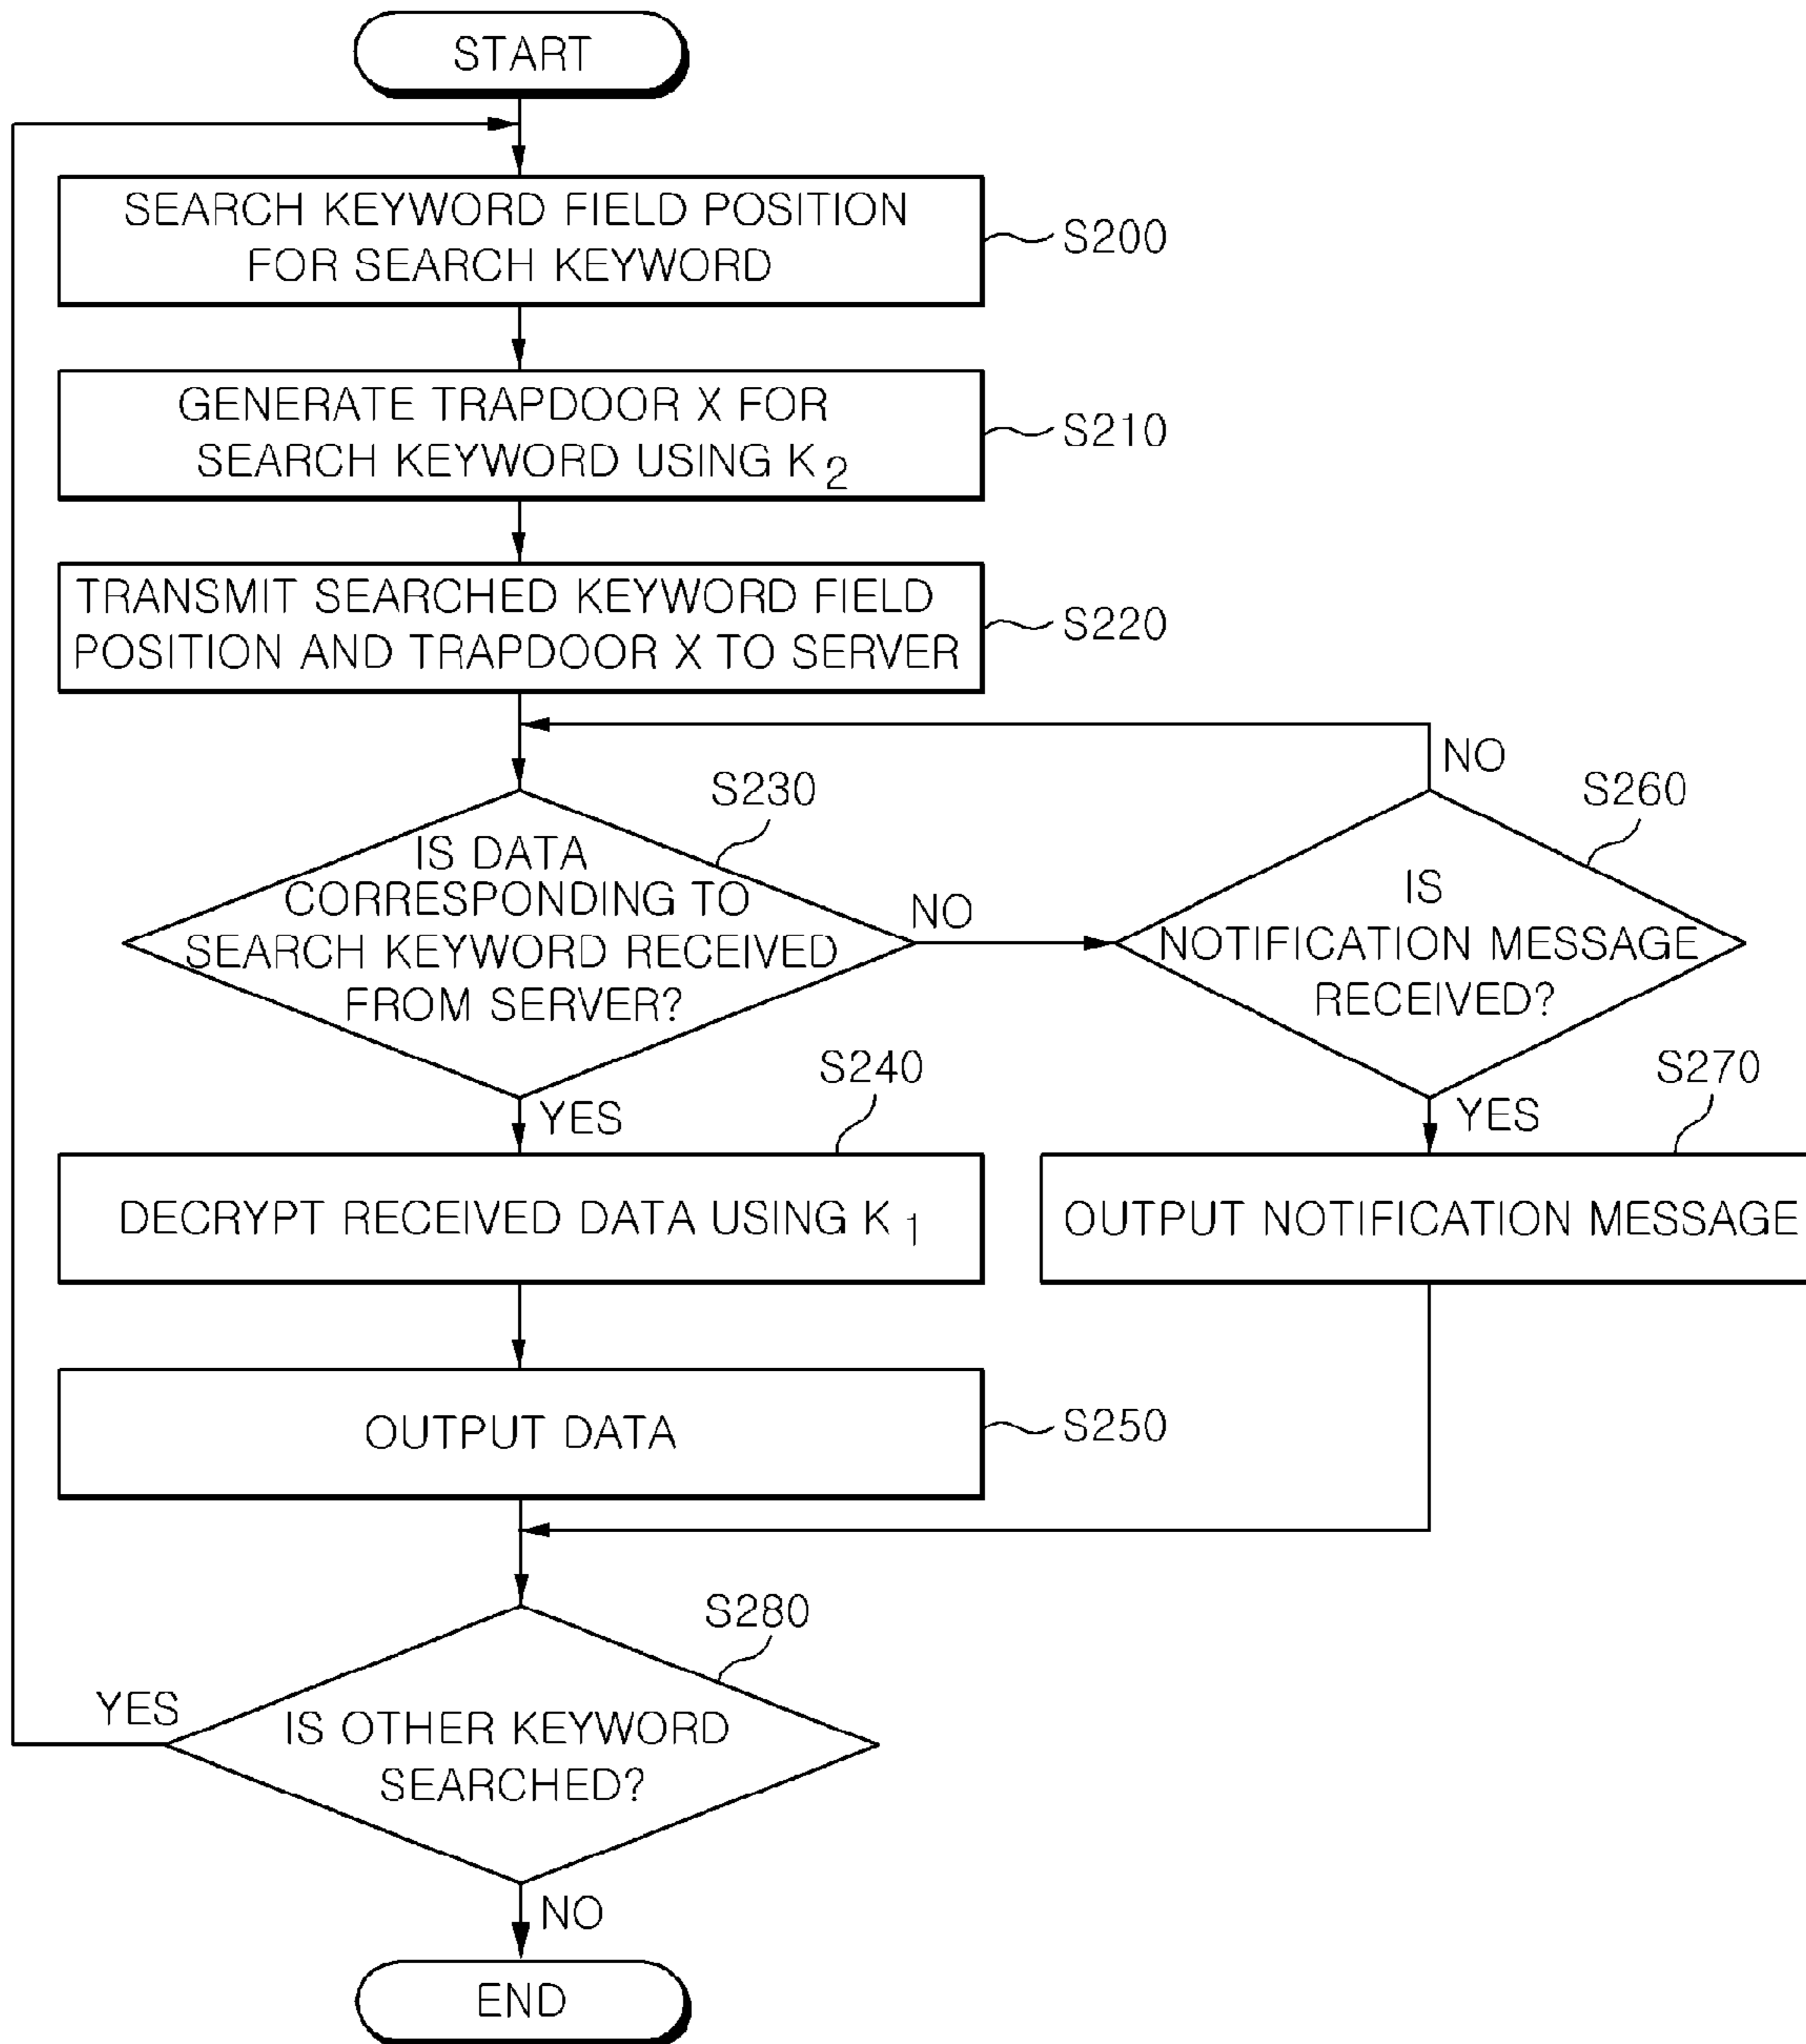 START
SEARCH KEYWORD FIELD POSITION
FOR SEARCH KEYWORD
S200
GENERATE TRAPDOOR X FOR
SEARCH KEYWORD USING K2
S210
TRANSMIT SEARCHED KEYWORD FIELD
POSITION AND TRAPDOOR X TO SERVER
S220
S230
IS DATA
CORRESPONDING TO
SEARCH KEYWORD RECEIVED
FROM SERVER?
NO
YES
S260
IS
NOTIFICATION MESSAGE
RECEIVED?
NO
YES
S240
DECRYPT RECEIVED DATA USING K1
S270
OUTPUT NOTIFICATION MESSAGE
OUTPUT DATA
S250
S280
IS OTHER KEYWORD
SEARCHED?
YES
NO
END